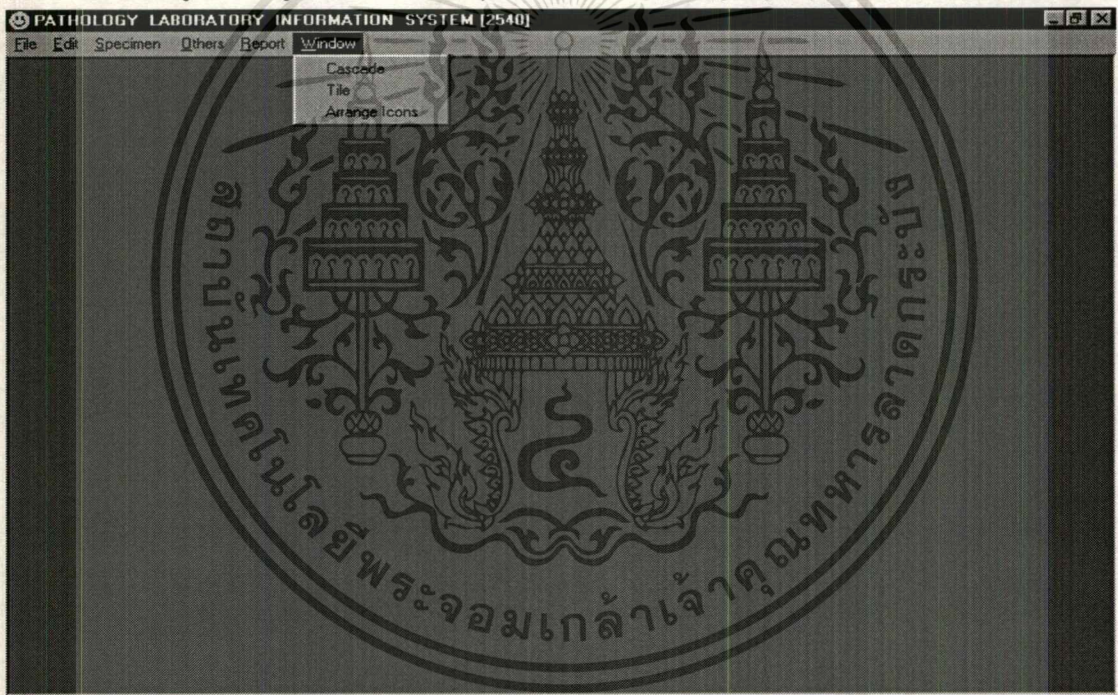 PATHOLOGY LABORATORY INFORMATION SYSTEM [2540]
File Edit Specimen Others Report Window
Cascade
Tile
Arrange Icons
สถาบันเทคโนโลยีพระจอมเกล้าเจ้าคุณทหารลาดกระบัง